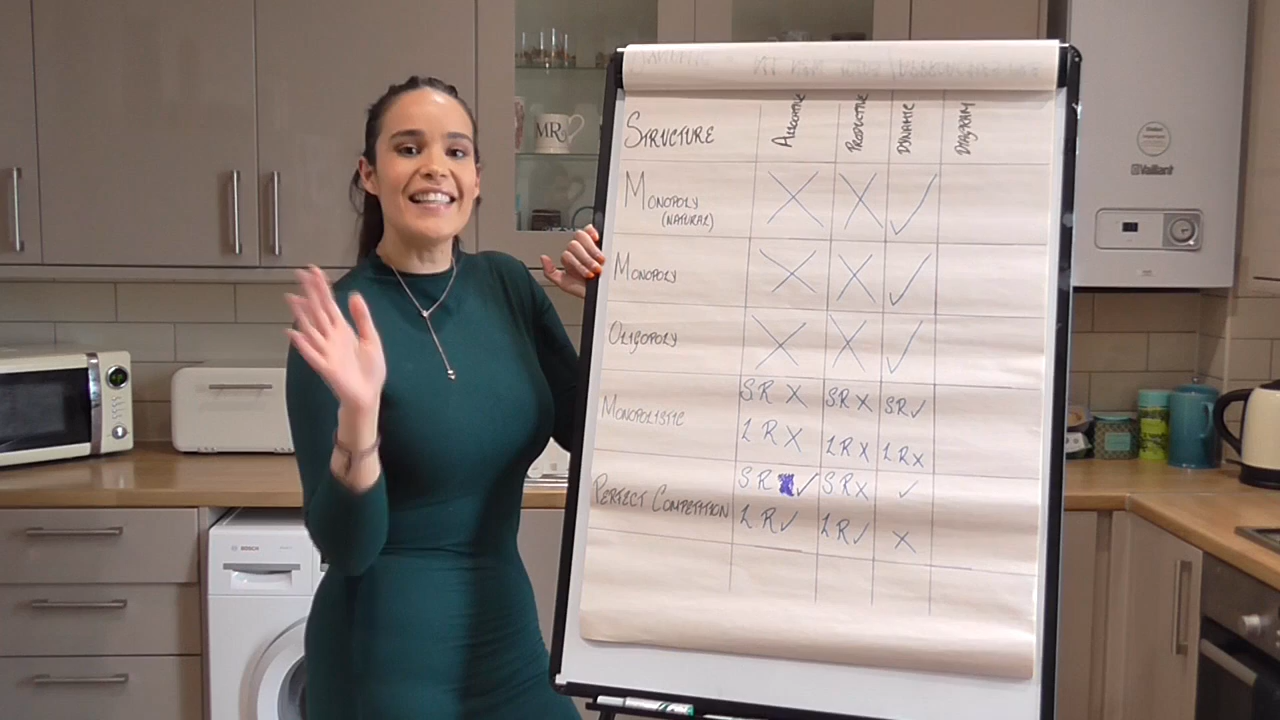 STRUCTURE ALLOCATIVE PRODUCTIVE DYNAMIC DIAGRAM
MONOPOLY X X ✓
(NATURAL)
MONOPOLY X X ✓
OLIGOPOLY X X ✓
MONOPOLISTIC SR X SR X SR ✓
LR X LR X LR X
PERFECT COMPETITION SR ✓ SR X ✓
LR ✓ LR ✓ X
MR
Vaillant
BOSCH